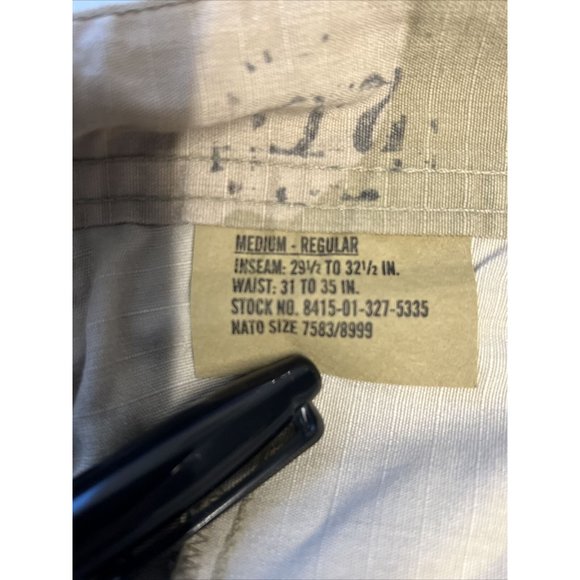 MEDIUM - REGULAR
INSEAM: 29½ TO 32½ IN.
WAIST: 31 TO 35 IN.
STOCK NO. 8415-01-327-5335
NATO SIZE 7583/8999